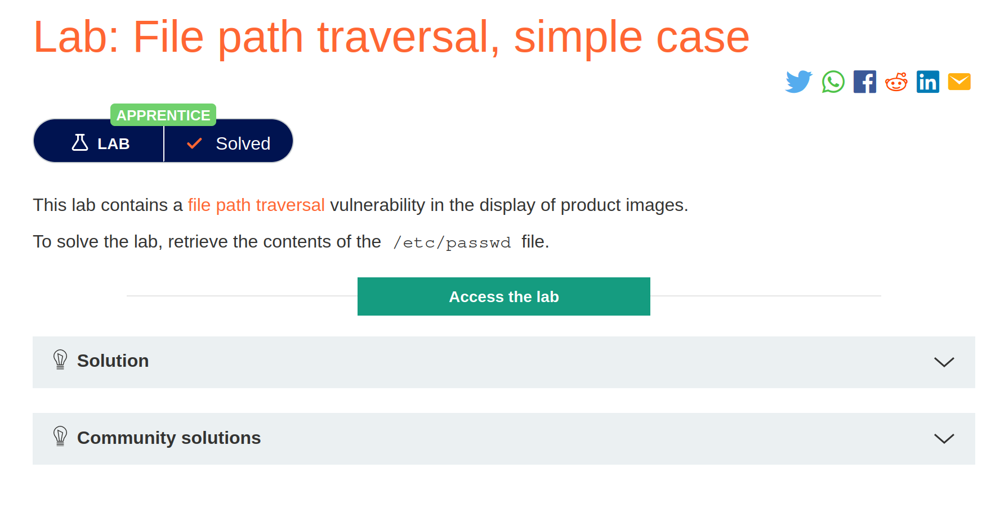 Lab: File path traversal, simple case
APPRENTICE
LAB
Solved
This lab contains a file path traversal vulnerability in the display of product images.
To solve the lab, retrieve the contents of the /etc/passwd file.
Access the lab
Solution
Community solutions